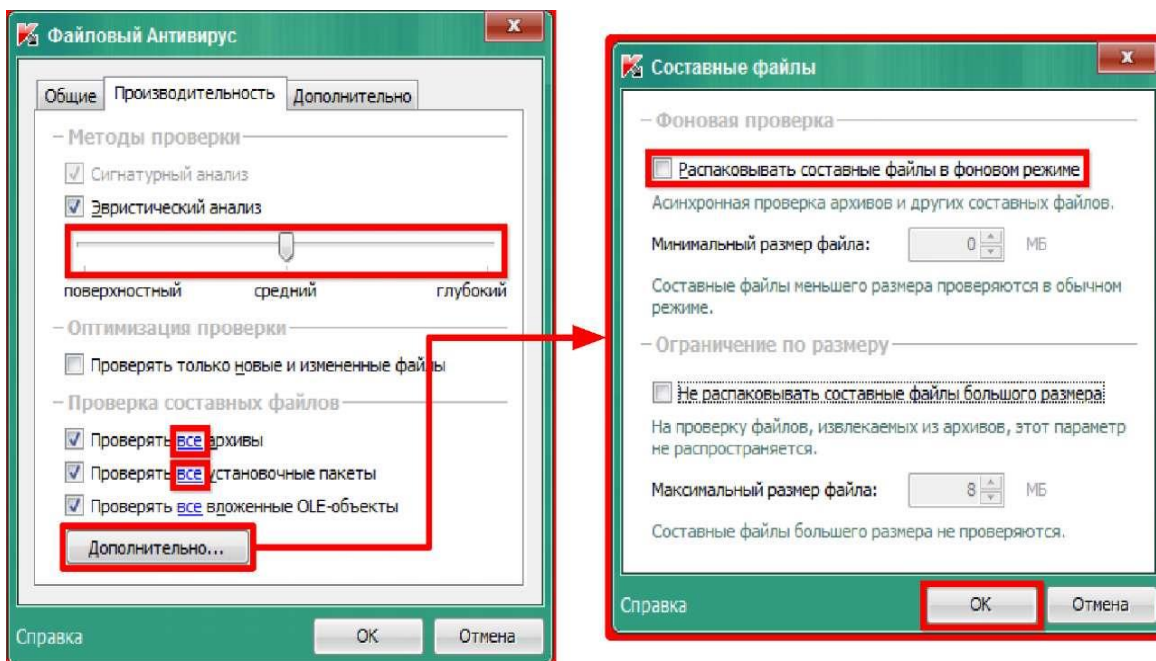 Файловый Антивирус
Общие Производительность Дополнительно
Методы проверки
Сигнатурный анализ
Эвристический анализ
поверхностный средний глубокий
Оптимизация проверки
Проверять только новые и измененные файлы
Проверка составных файлов
Проверять все архивы
Проверять все установочные пакеты
Проверять все вложенные OLE-объекты
Дополнительно...
Справка OK Отмена
Составные файлы
Фоновая проверка
Распаковывать составные файлы в фоновом режиме
Асинхронная проверка архивов и других составных файлов.
Минимальный размер файла: 0 МБ
Составные файлы меньшего размера проверяются в обычном
режиме.
Ограничение по размеру
Не распаковывать составные файлы большого размера
На проверку файлов, извлекаемых из архивов, этот параметр
не распространяется.
Максимальный размер файла: 8 МБ
Составные файлы большего размера не проверяются.
Справка OK Отмена